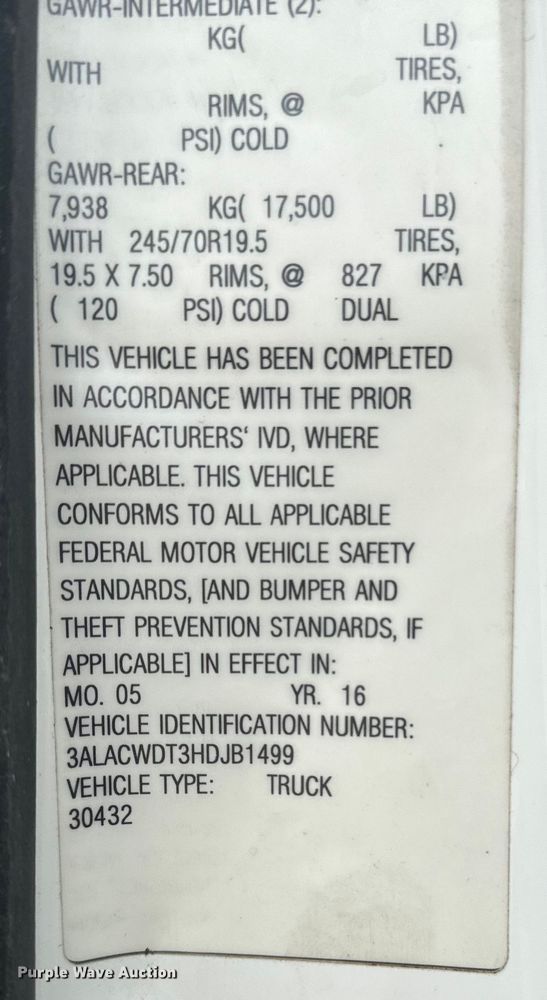 GAWR-INTERMEDIATE (2):
KG( LB)
WITH TIRES,
RIMS, @ KPA
( PSI) COLD
GAWR-REAR:
7,938 KG( 17,500 LB)
WITH 245/70R19.5 TIRES,
19.5 X 7.50 RIMS, @ 827 KPA
( 120 PSI) COLD DUAL
THIS VEHICLE HAS BEEN COMPLETED
IN ACCORDANCE WITH THE PRIOR
MANUFACTURERS‘ IVD, WHERE
APPLICABLE. THIS VEHICLE
CONFORMS TO ALL APPLICABLE
FEDERAL MOTOR VEHICLE SAFETY
STANDARDS, [AND BUMPER AND
THEFT PREVENTION STANDARDS, IF
APPLICABLE] IN EFFECT IN:
MO. 05 YR. 16
VEHICLE IDENTIFICATION NUMBER:
3ALACWDT3HDJB1499
VEHICLE TYPE: TRUCK
30432
Purple Wave Auction